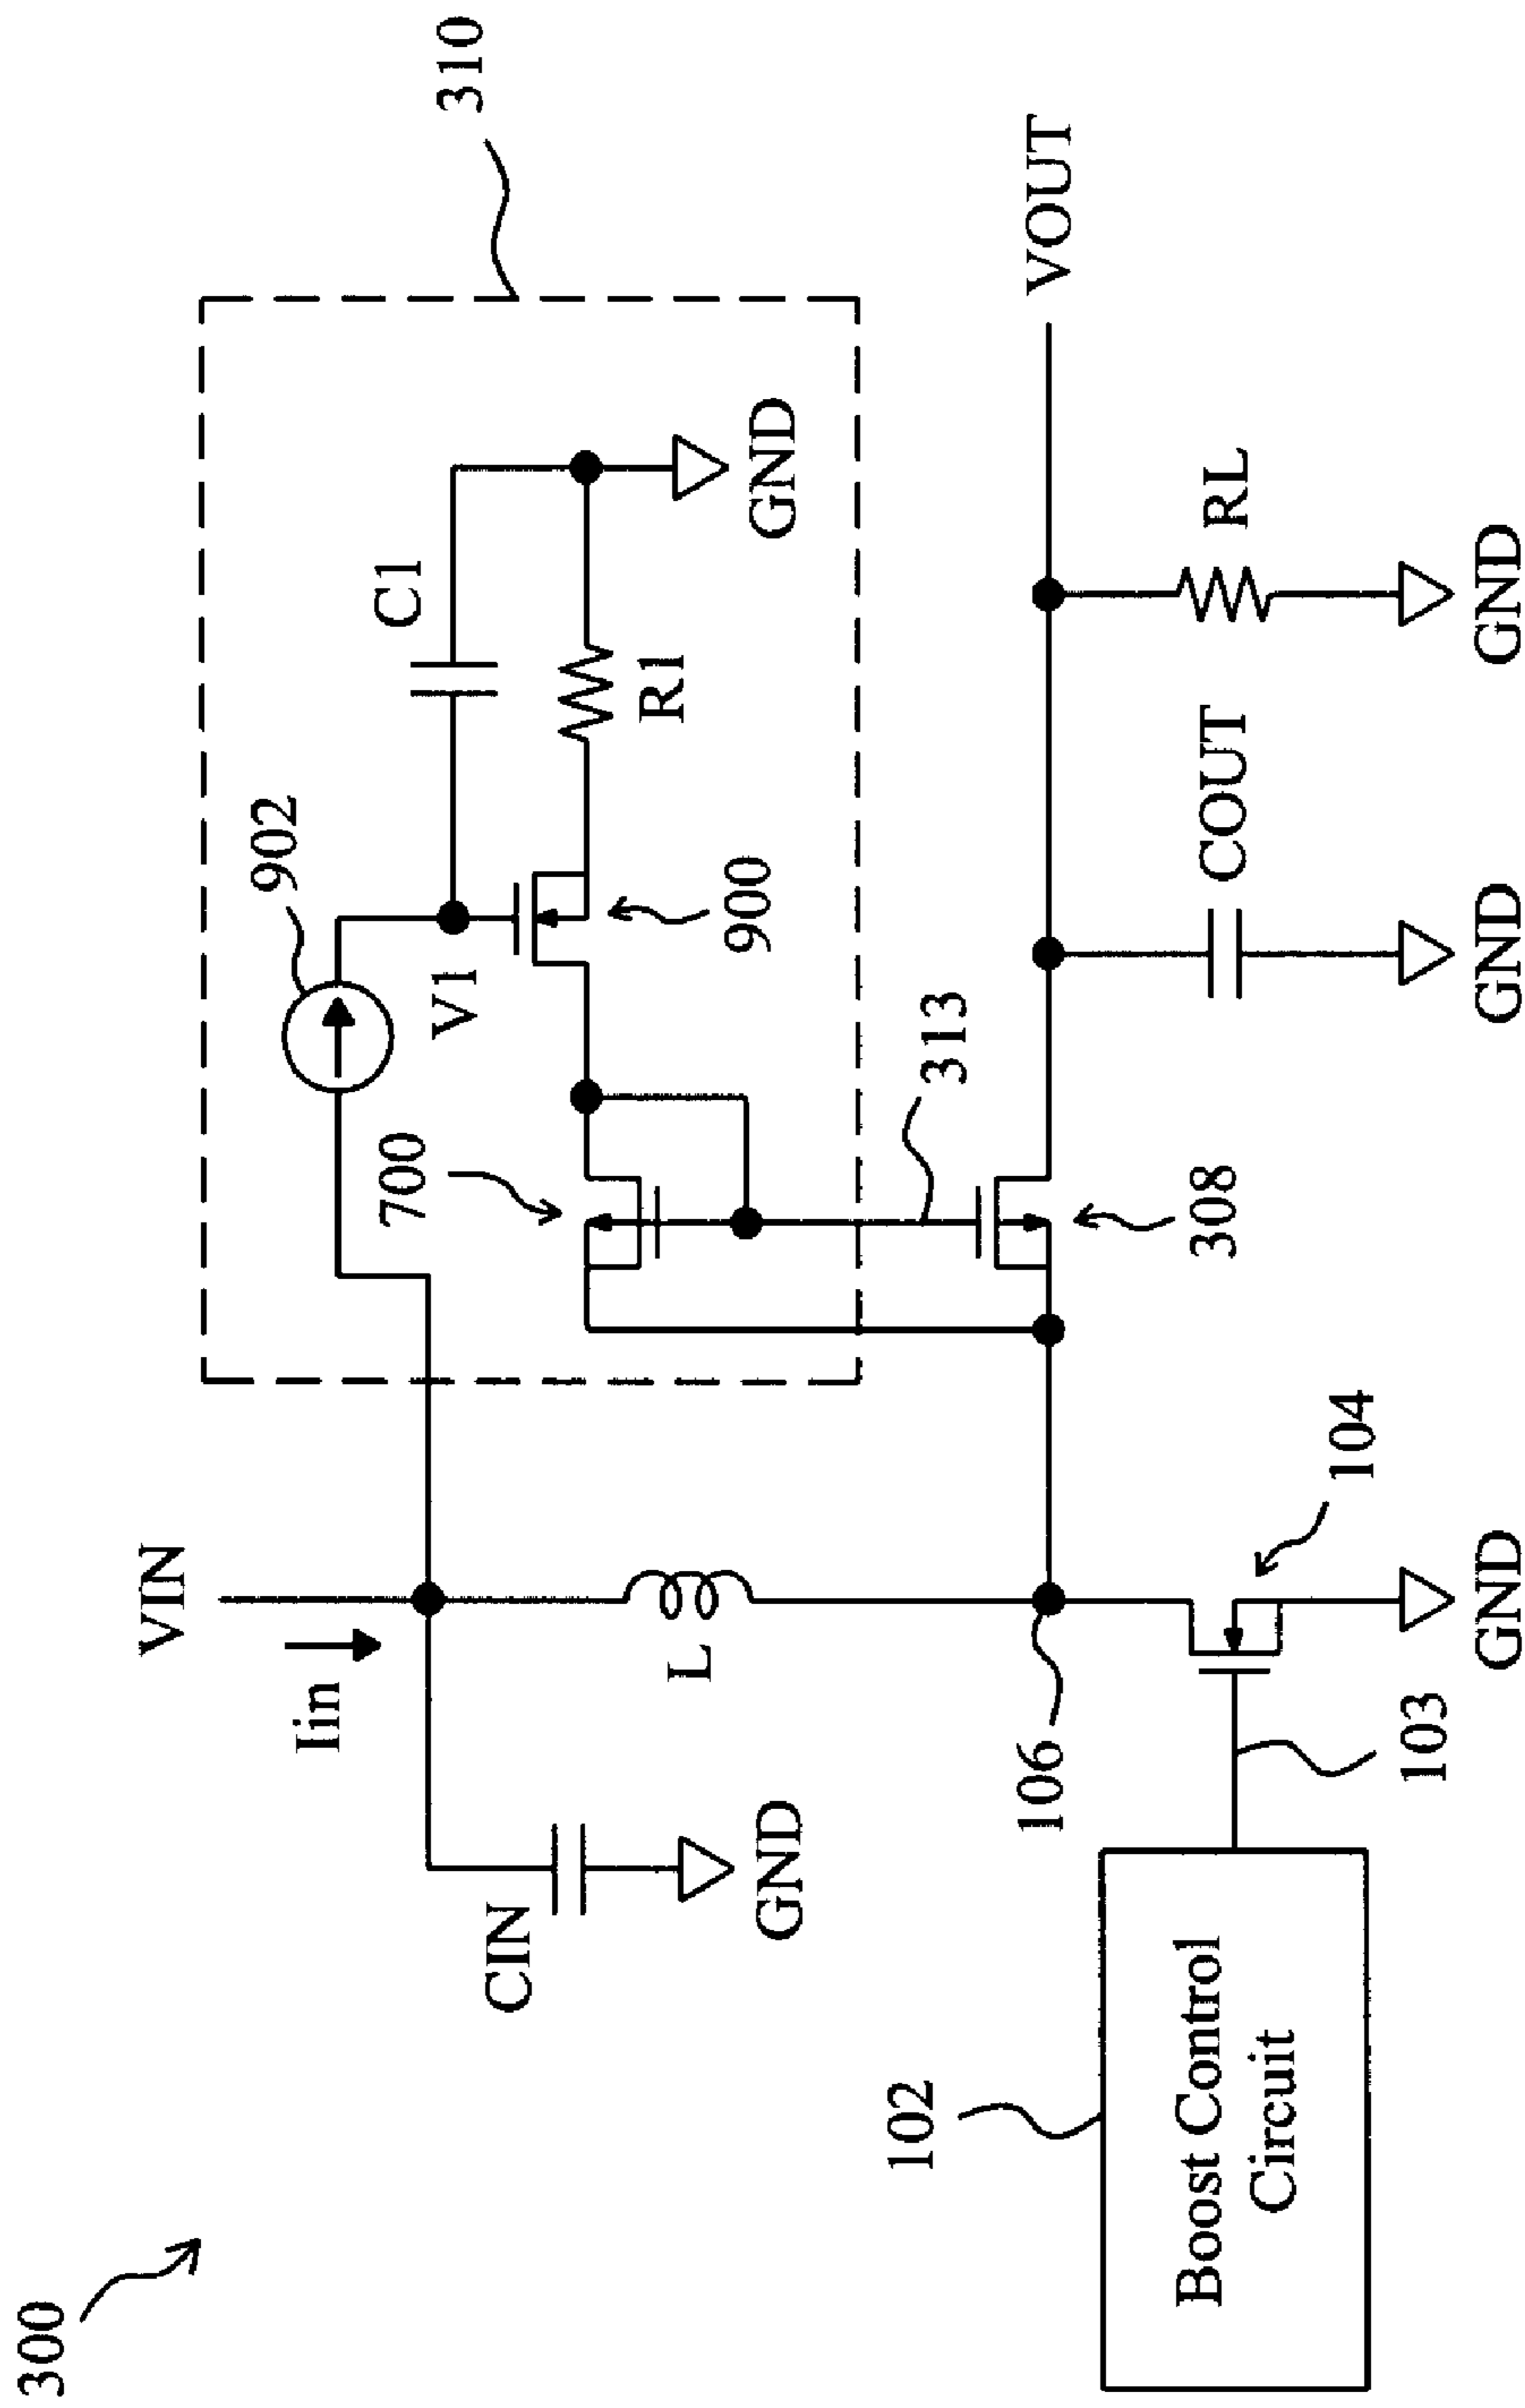 300
310
VIN
Iin
902
C1
V1
700
R1
GND
900
CIN
GND
L
313
VOUT
106
308
COUT
RL
GND
GND
102
Boost Control
Circuit
103
104
GND